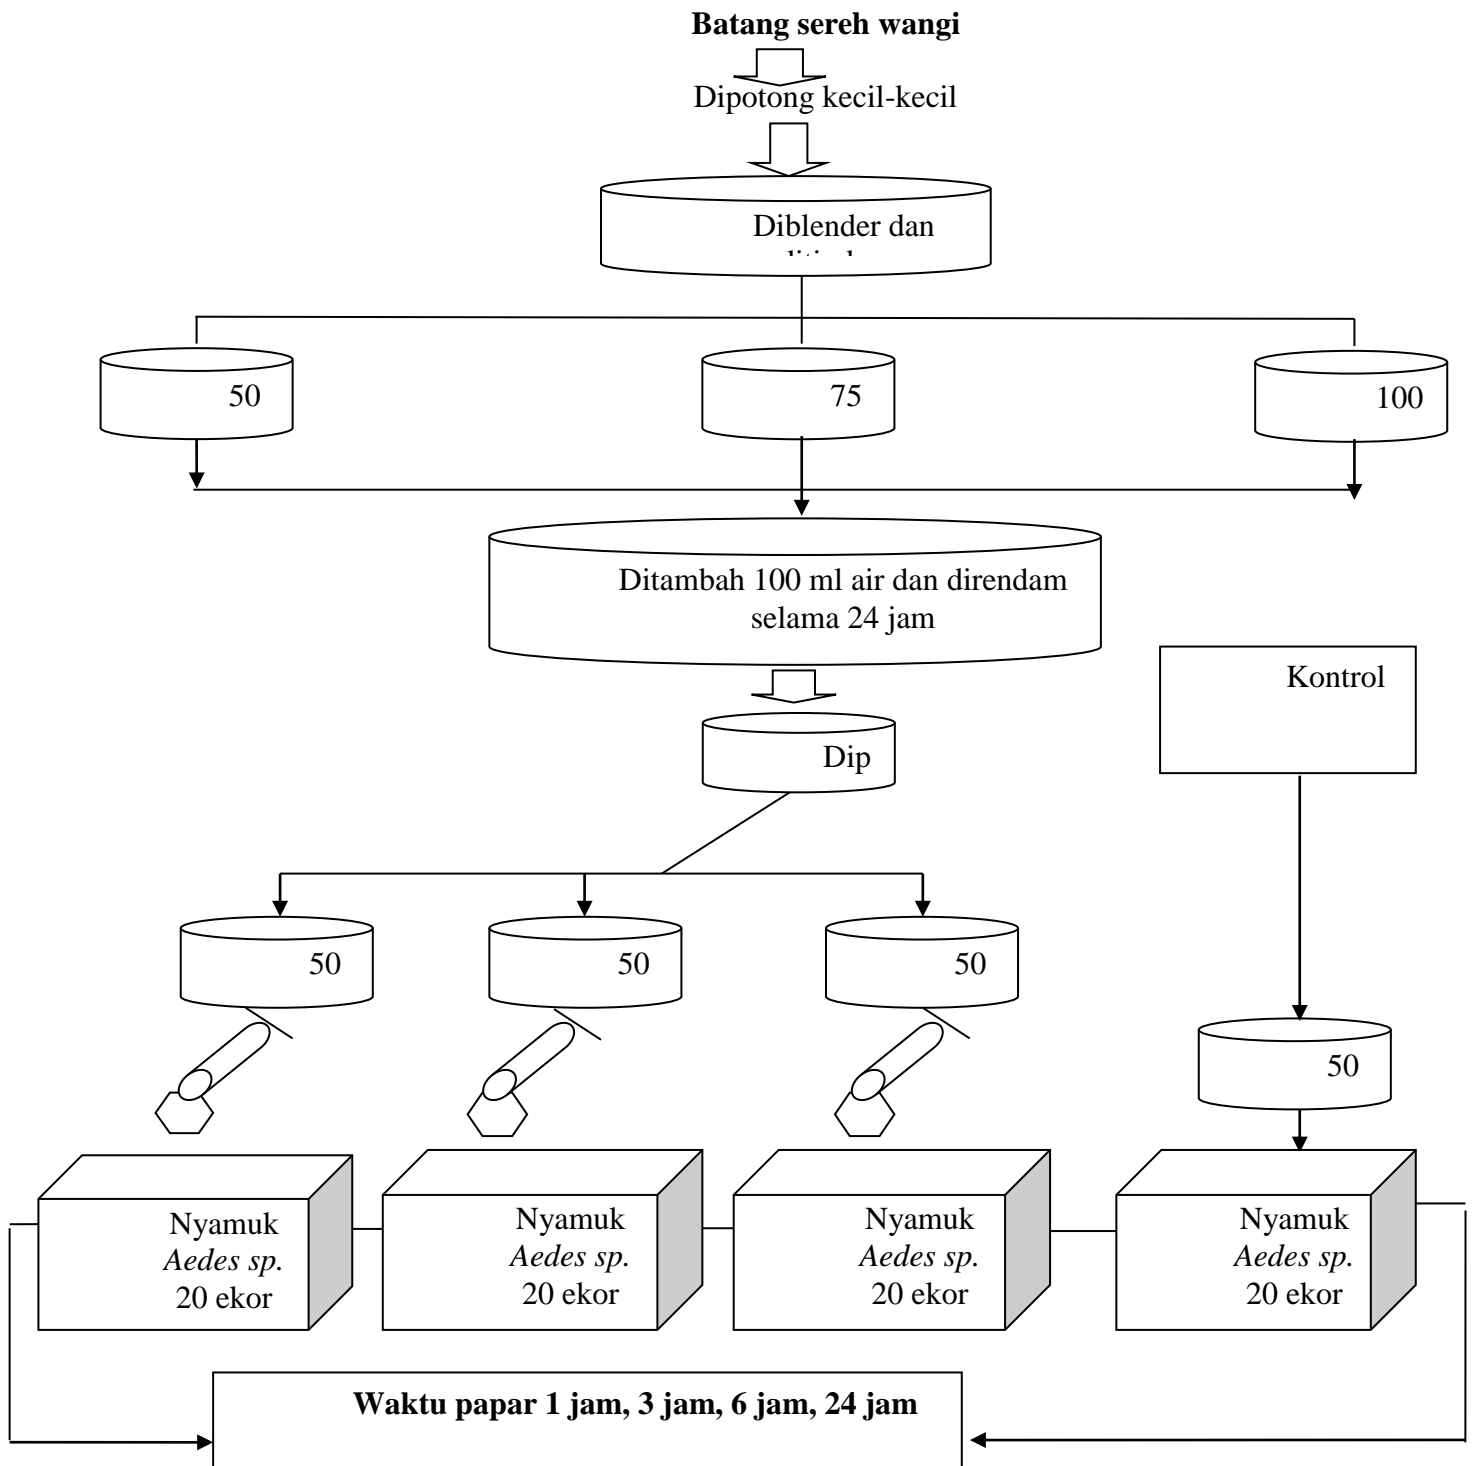 Batang sereh wangi
Dipotong kecil-kecil
Diblender dan
50
75
100
Ditambah 100 ml air dan direndam
selama 24 jam
Kontrol
Dip
50
50
50
50
Nyamuk
Aedes sp.
20 ekor
Nyamuk
Aedes sp.
20 ekor
Nyamuk
Aedes sp.
20 ekor
Nyamuk
Aedes sp.
20 ekor
Waktu papar 1 jam, 3 jam, 6 jam, 24 jam